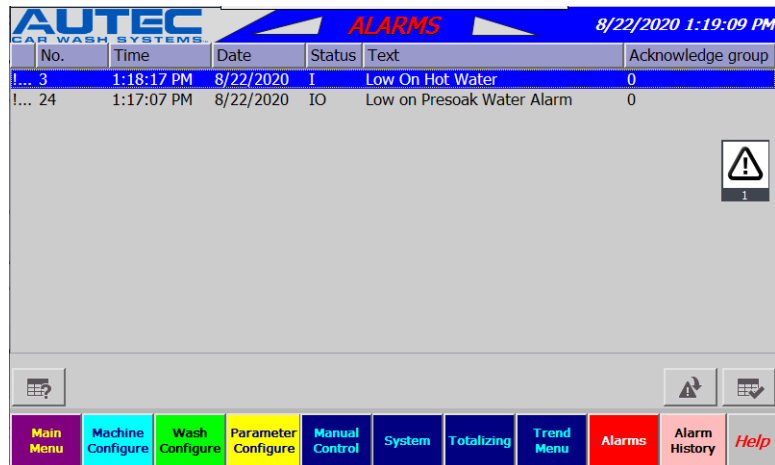 AUTEC
CAR WASH SYSTEMS
ALARMS
8/22/2020 1:19:09 PM
No. Time Date Status Text Acknowledge group
!... 3 1:18:17 PM 8/22/2020 I Low On Hot Water 0
!... 24 1:17:07 PM 8/22/2020 IO Low on Presoak Water Alarm 0
1
Main Menu
Machine Configure
Wash Configure
Parameter Configure
Manual Control
System
Totalizing
Trend Menu
Alarms
Alarm History
Help